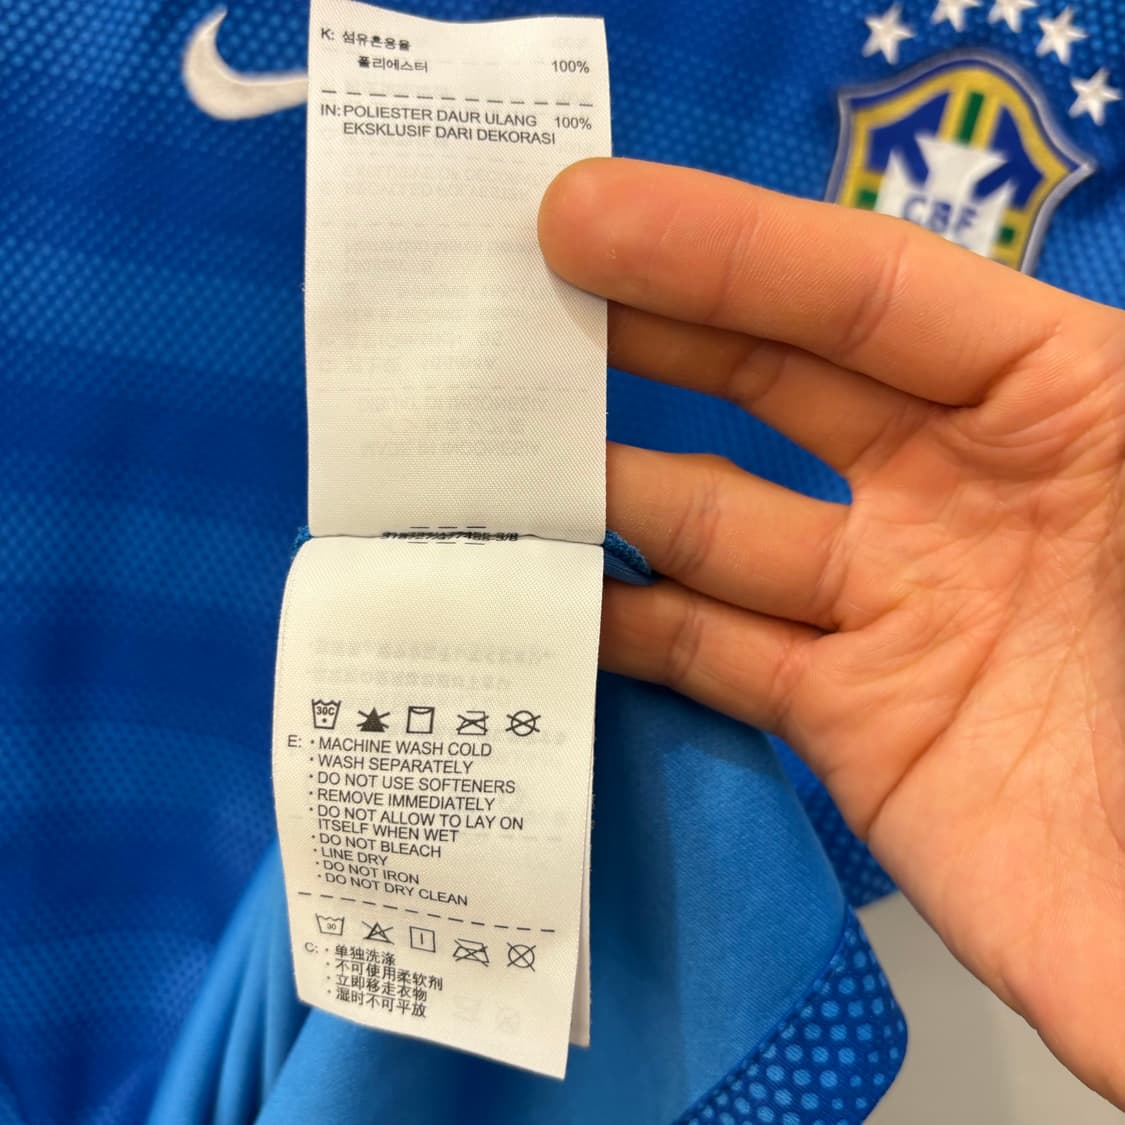 CBF
K: 섬유혼용율
폴리에스터 100%
IN: POLIESTER DAUR ULANG 100%
EKSKLUSIF DARI DEKORASI
30C
E: · MACHINE WASH COLD
· WASH SEPARATELY
· DO NOT USE SOFTENERS
· REMOVE IMMEDIATELY
· DO NOT ALLOW TO LAY ON
ITSELF WHEN WET
· DO NOT BLEACH
· LINE DRY
· DO NOT IRON
· DO NOT DRY CLEAN
30
C: · 单独洗涤
· 不可使用柔软剂
· 立即移走衣物
· 湿时不可平放